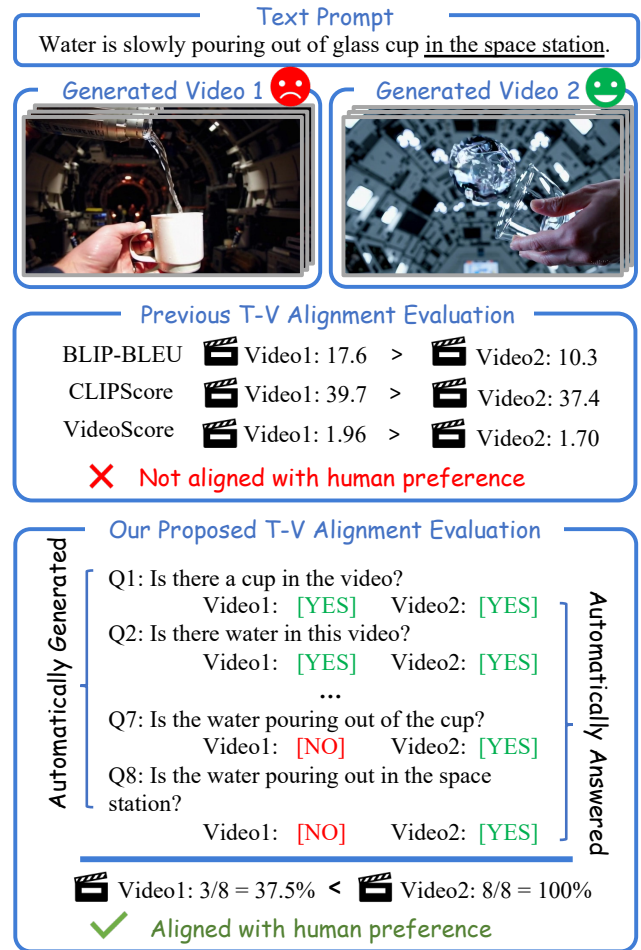 Text Prompt
Water is slowly pouring out of glass cup in the space station.
Generated Video 1
Generated Video 2
Previous T-V Alignment Evaluation
BLIP-BLEU Video1: 17.6 > Video2: 10.3
CLIPScore Video1: 39.7 > Video2: 37.4
VideoScore Video1: 1.96 > Video2: 1.70
Not aligned with human preference
Our Proposed T-V Alignment Evaluation
Automatically Generated
Q1: Is there a cup in the video?
Video1: [YES] Video2: [YES]
Q2: Is there water in this video?
Video1: [YES] Video2: [YES]
...
Q7: Is the water pouring out of the cup?
Video1: [NO] Video2: [YES]
Q8: Is the water pouring out in the space
station?
Video1: [NO] Video2: [YES]
Automatically Answered
Video1: 3/8 = 37.5% < Video2: 8/8 = 100%
Aligned with human preference